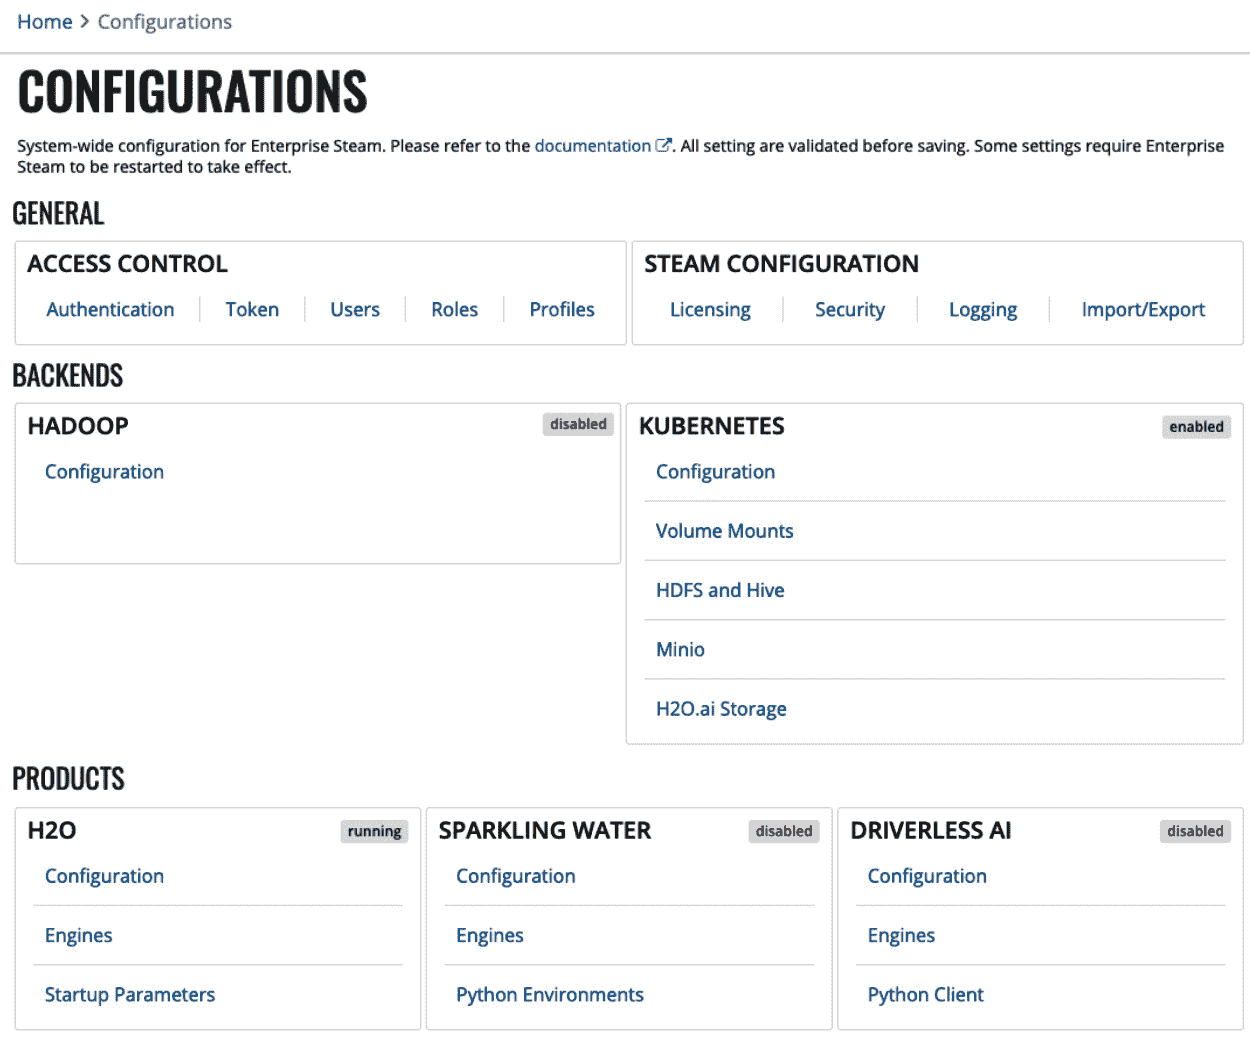 Home > Configurations
CONFIGURATIONS
System-wide configuration for Enterprise Steam. Please refer to the documentation. All setting are validated before saving. Some settings require Enterprise
Steam to be restarted to take effect.
GENERAL
ACCESS CONTROL
Authentication Token Users Roles Profiles
STEAM CONFIGURATION
Licensing Security Logging Import/Export
BACKENDS
HADOOP disabled
Configuration
KUBERNETES enabled
Configuration
Volume Mounts
HDFS and Hive
Minio
H2O.ai Storage
PRODUCTS
H2O running
Configuration
Engines
Startup Parameters
SPARKLING WATER disabled
Configuration
Engines
Python Environments
DRIVERLESS AI disabled
Configuration
Engines
Python Client